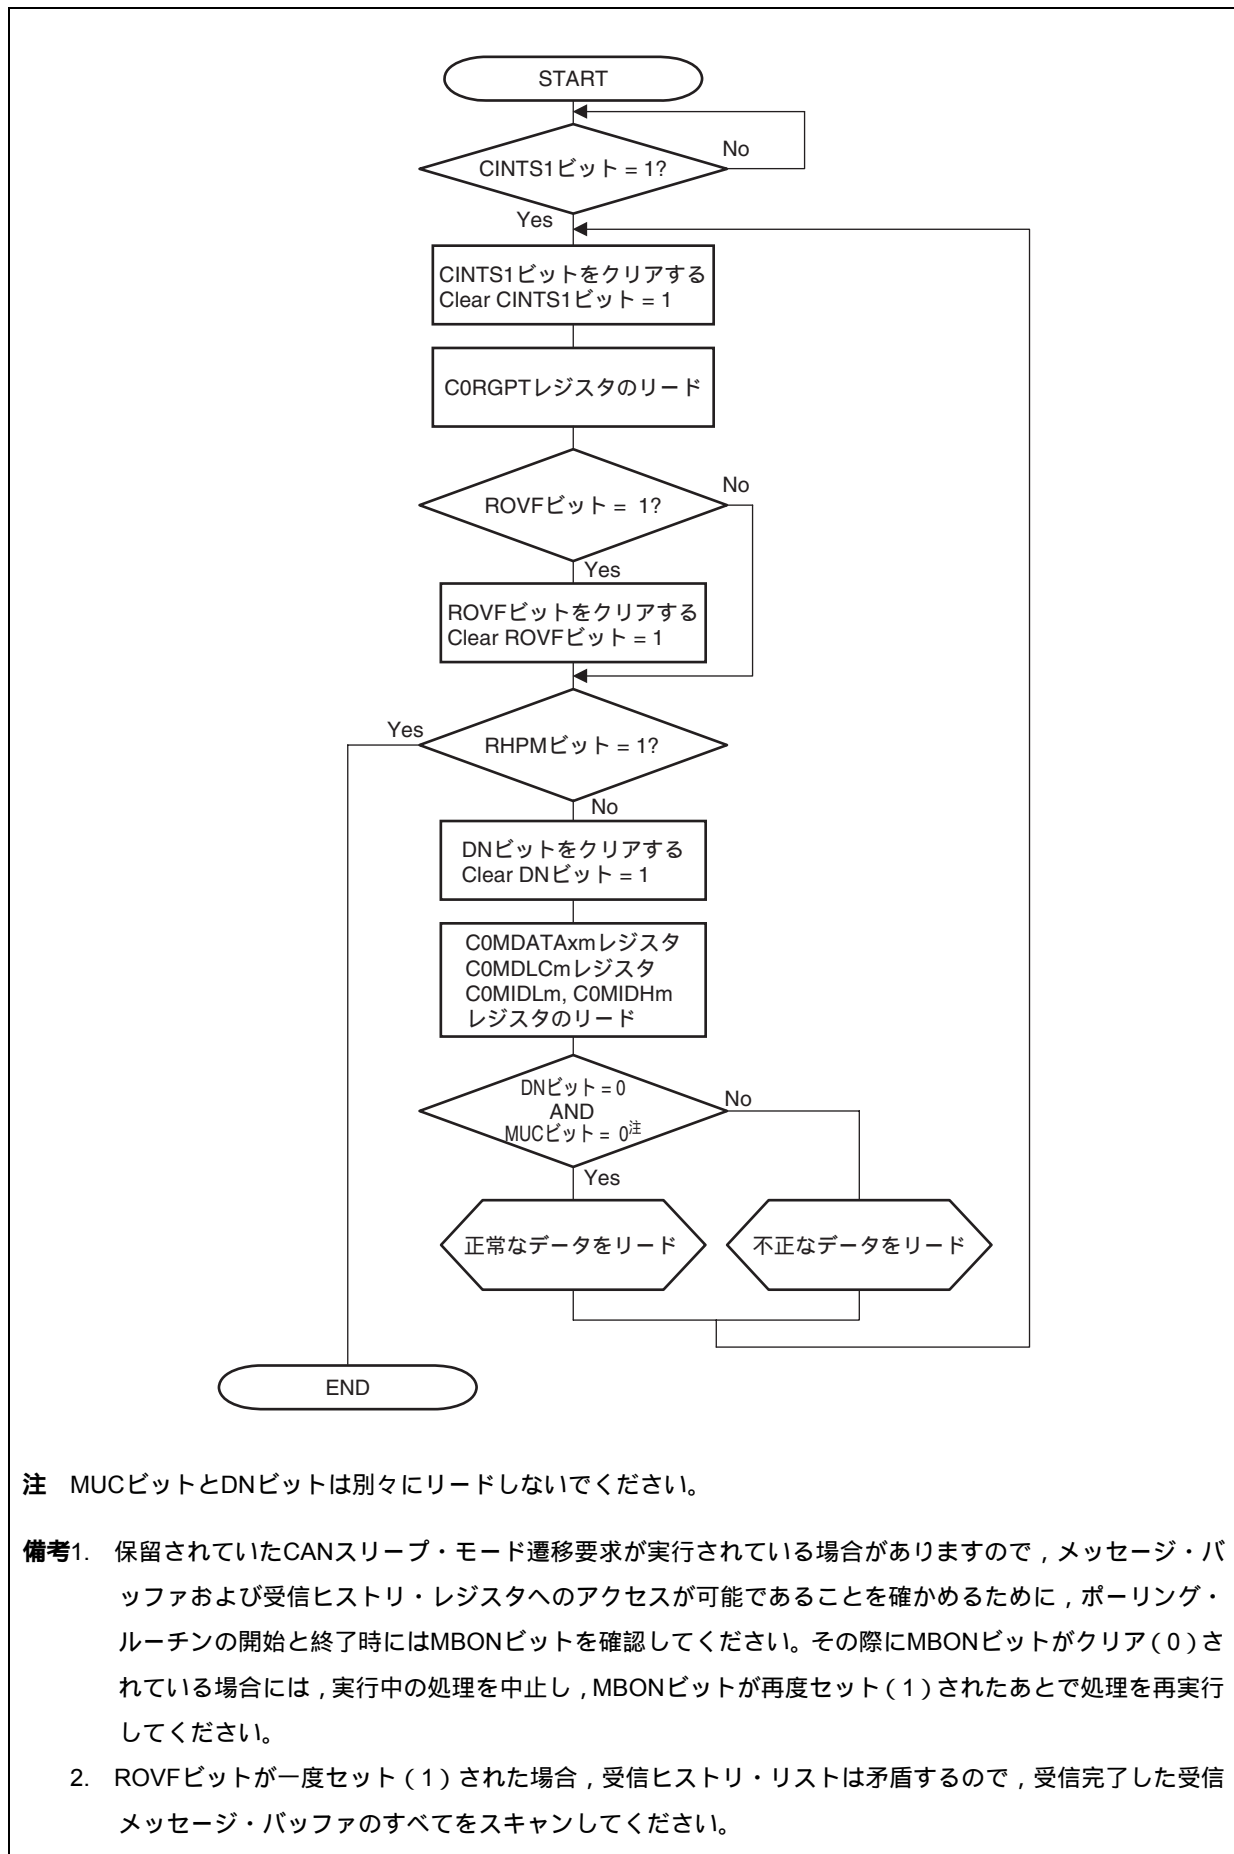 START
CINTS1ビット = 1?
No
Yes
CINTS1ビットをクリアする
Clear CINTS1ビット = 1
C0RGPTレジスタのリード
ROVFビット = 1?
No
Yes
ROVFビットをクリアする
Clear ROVFビット = 1
Yes
RHPMビット = 1?
No
DNビットをクリアする
Clear DNビット = 1
C0MDATAxmレジスタ
C0MDLCmレジスタ
C0MIDLm, C0MIDHm
レジスタのリード
DNビット = 0
AND
MUCビット = 0注
No
Yes
正常なデータをリード
不正なデータをリード
END
注 MUCビットとDNビットは別々にリードしないでください。
備考1. 保留されていたCANスリープ・モード遷移要求が実行されている場合がありますので，メッセージ・バ
ッファおよび受信ヒストリ・レジスタへのアクセスが可能であることを確かめるために，ポーリング・
ルーチンの開始と終了時にはMBONビットを確認してください。その際にMBONビットがクリア（0）さ
れている場合には，実行中の処理を中止し，MBONビットが再度セット（1）されたあとで処理を再実行
してください。
2. ROVFビットが一度セット（1）された場合，受信ヒストリ・リストは矛盾するので，受信完了した受信
メッセージ・バッファのすべてをスキャンしてください。